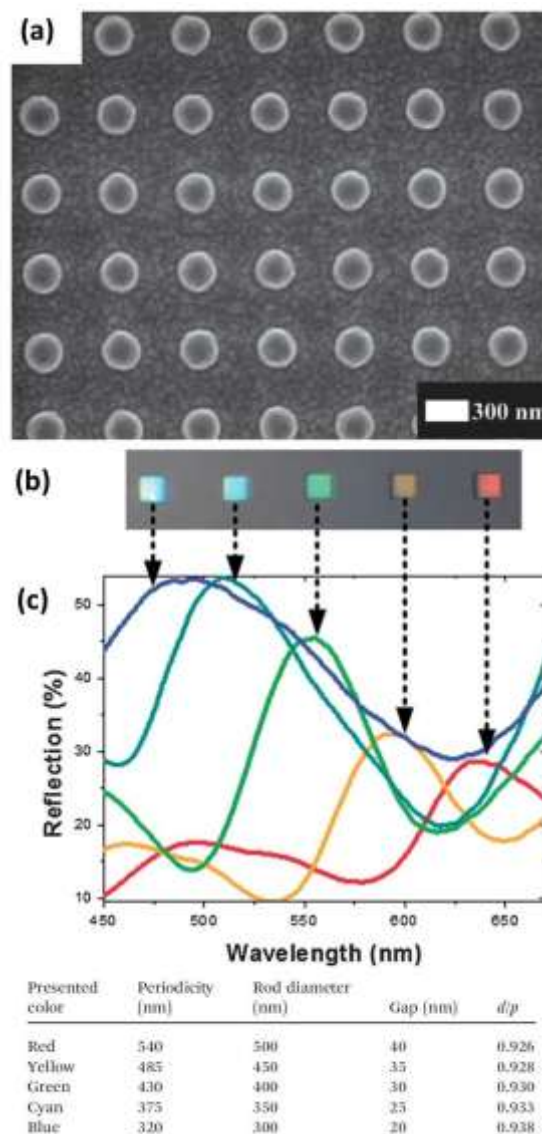 (a)
300 nm
(b)
(c)
50
40
30
20
10
Reflection (%)
450 500 550 600 650
Wavelength (nm)
Presented color Periodicity (nm) Rod diameter (nm) Gap (nm) d/p
Red 540 500 40 0.926
Yellow 485 450 35 0.928
Green 430 400 30 0.930
Cyan 375 350 25 0.933
Blue 320 300 20 0.938